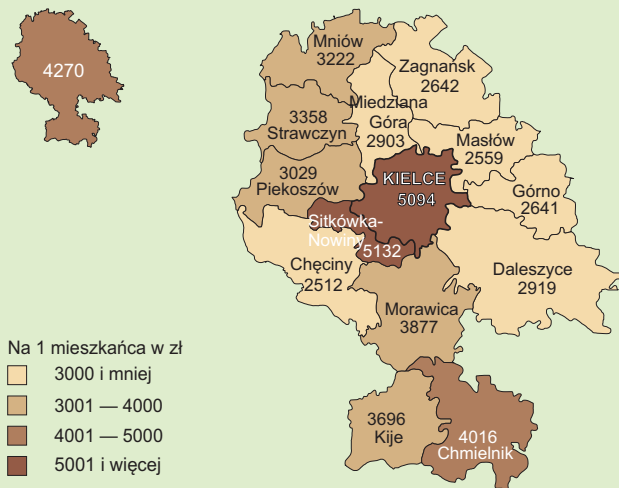 4270
Mniów
3222
Zagnańsk
2642
Miedziana
Góra
2903
3358
Strawczyn
Masłów
2559
3029
Piekoszów
KIELCE
5094
Górno
2641
Sitkówka-
Nowiny
5132
Chęciny
2512
Daleszyce
2919
Morawica
3877
3696
Kije
4016
Chmielnik
Na 1 mieszkańca w zł
3000 i mniej
3001 — 4000
4001 — 5000
5001 i więcej